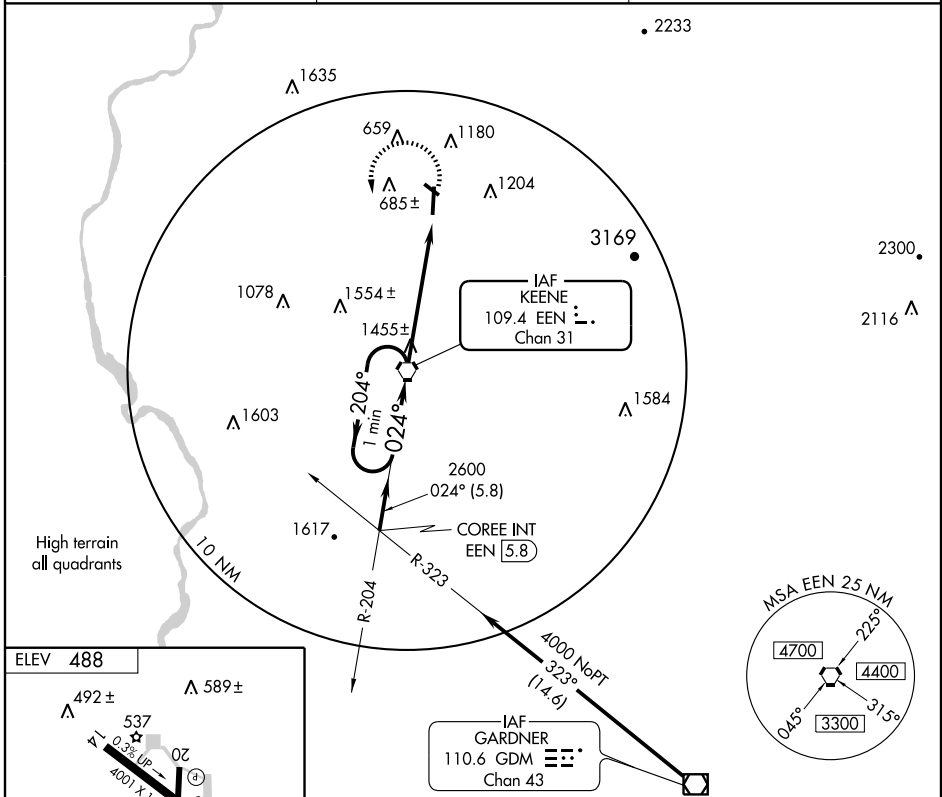 2233
1635
659
1180
1204
685±
3169
2300
IAF
KEENE
109.4 EEN
Chan 31
1078
1554±
2116
1455±
204°
1 min
024°
1603
1584
2600
024° (5.8)
1617
COREE INT
EEN 5.8
High terrain
all quadrants
10 NM
R-323
R-204
4000 NoPT
323°
(14.6)
MSA EEN 25 NM
225°
4700
4400
315°
045°
3300
IAF
GARDNER
110.6 GDM
Chan 43
ELEV 488
589±
492±
537
14
0.3% UP
20
P
4001 X 1